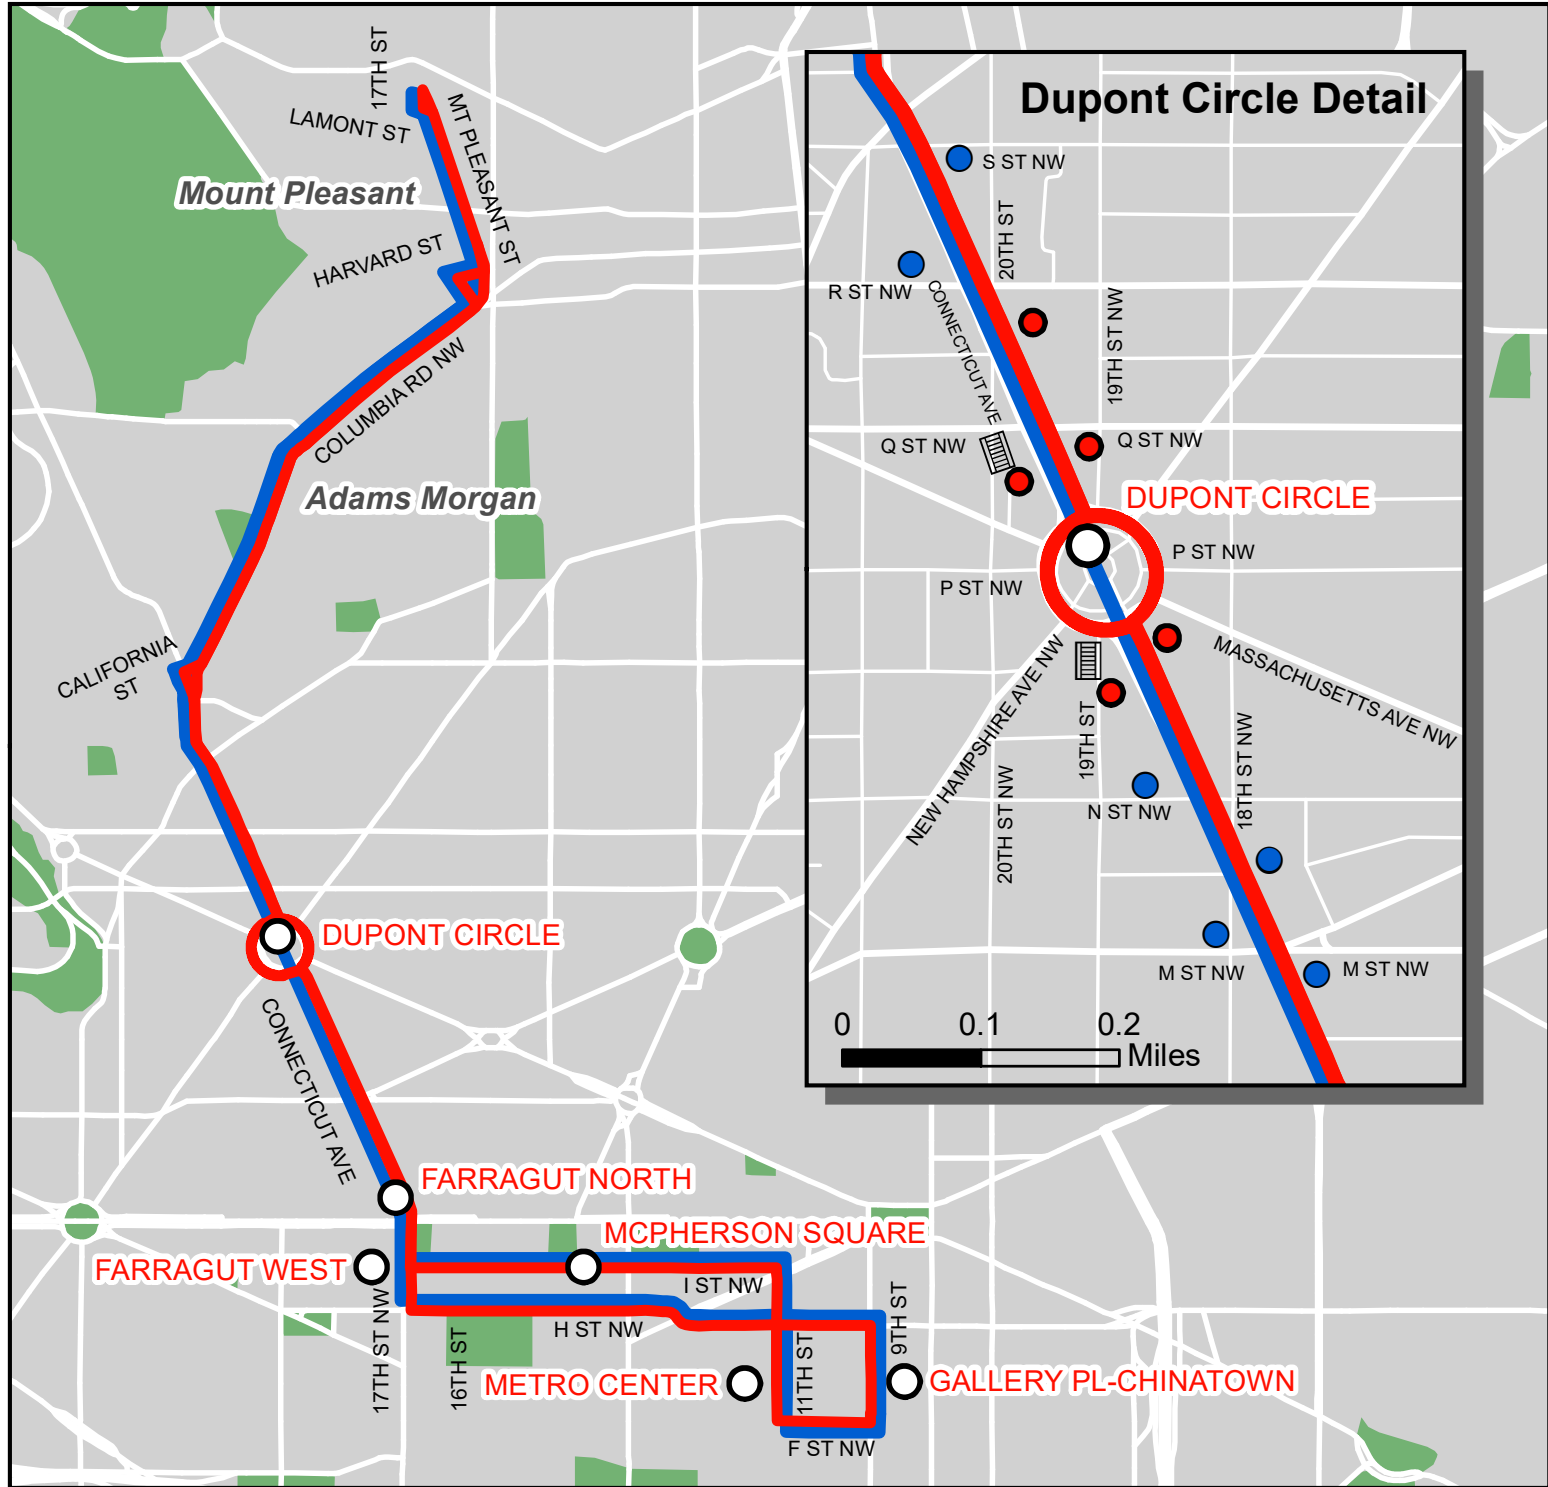 17TH ST
LAMONT ST
MT PLEASANT ST
Mount Pleasant
HARVARD ST
COLUMBIA RD NW
Adams Morgan
CALIFORNIA
ST
DUPONT CIRCLE
CONNECTICUT AVE
FARRAGUT NORTH
MCPHERSON SQUARE
FARRAGUT WEST
I ST NW
H ST NW
17TH ST NW
16TH ST
METRO CENTER
11TH ST
9TH ST
GALLERY PL-CHINATOWN
F ST NW
Dupont Circle Detail
S ST NW
20TH ST
R ST NW
CONNECTICUT AVE
19TH ST NW
Q ST NW
Q ST NW
DUPONT CIRCLE
P ST NW
P ST NW
MASSACHUSETTS AVE NW
NEW HAMPSHIRE AVE NW
19TH ST
18TH ST NW
20TH ST NW
N ST NW
M ST NW
M ST NW
0 0.1 0.2
Miles